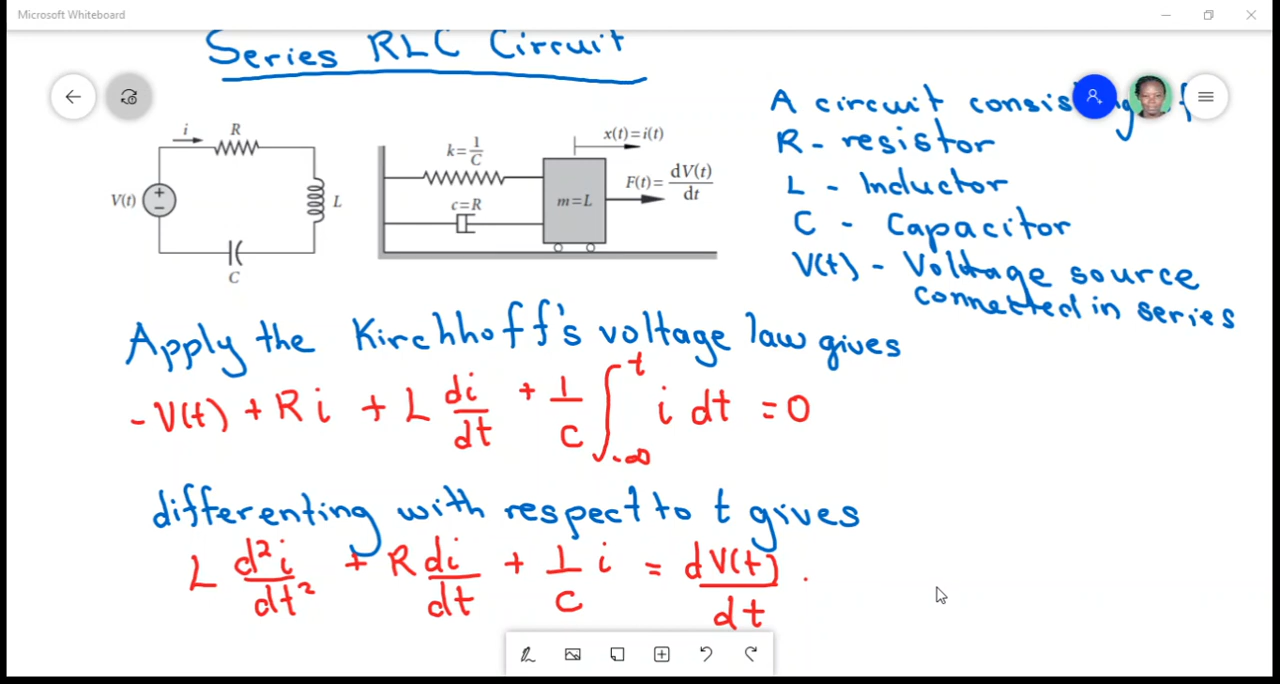 Microsoft Whiteboard
Series RLC Circuit
i
R
V(t)
+
−
L
C
k=1/C
c=R
m=L
x(t)=i(t)
F(t)=dV(t)/dt
A circuit consisting
R - resistor
L - Inductor
C - Capacitor
V(t) - Voltage source
connected in series
Apply the Kirchhoff's voltage law gives
-V(t) + Ri + L di/dt + 1/C ∫_{-∞}^{t} i dt = 0
differenting with respect to t gives
L d²i/dt² + R di/dt + 1/C i = dV(t)/dt .